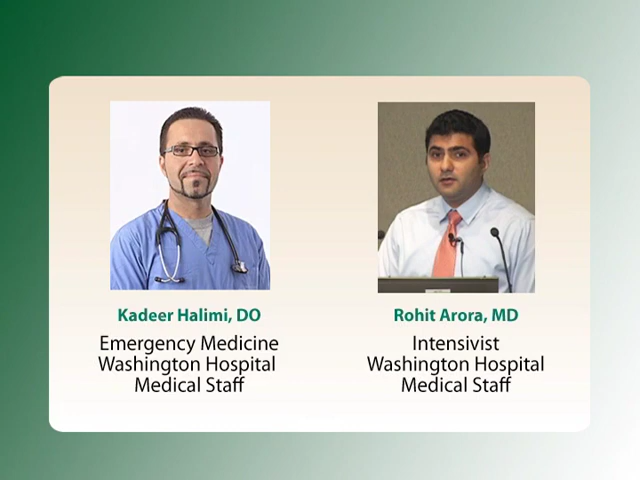 Kadeer Halimi, DO
Emergency Medicine
Washington Hospital
Medical Staff
Rohit Arora, MD
Intensivist
Washington Hospital
Medical Staff